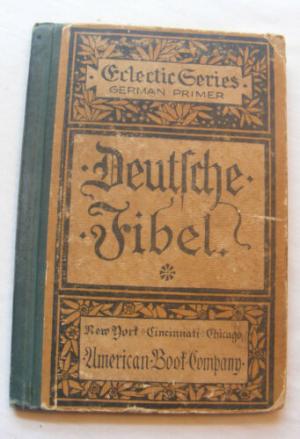 Eclectic Series
GERMAN PRIMER
·Deutſche·
·Fibel.
New York · Cincinnati · Chicago
·American·Book·Company·